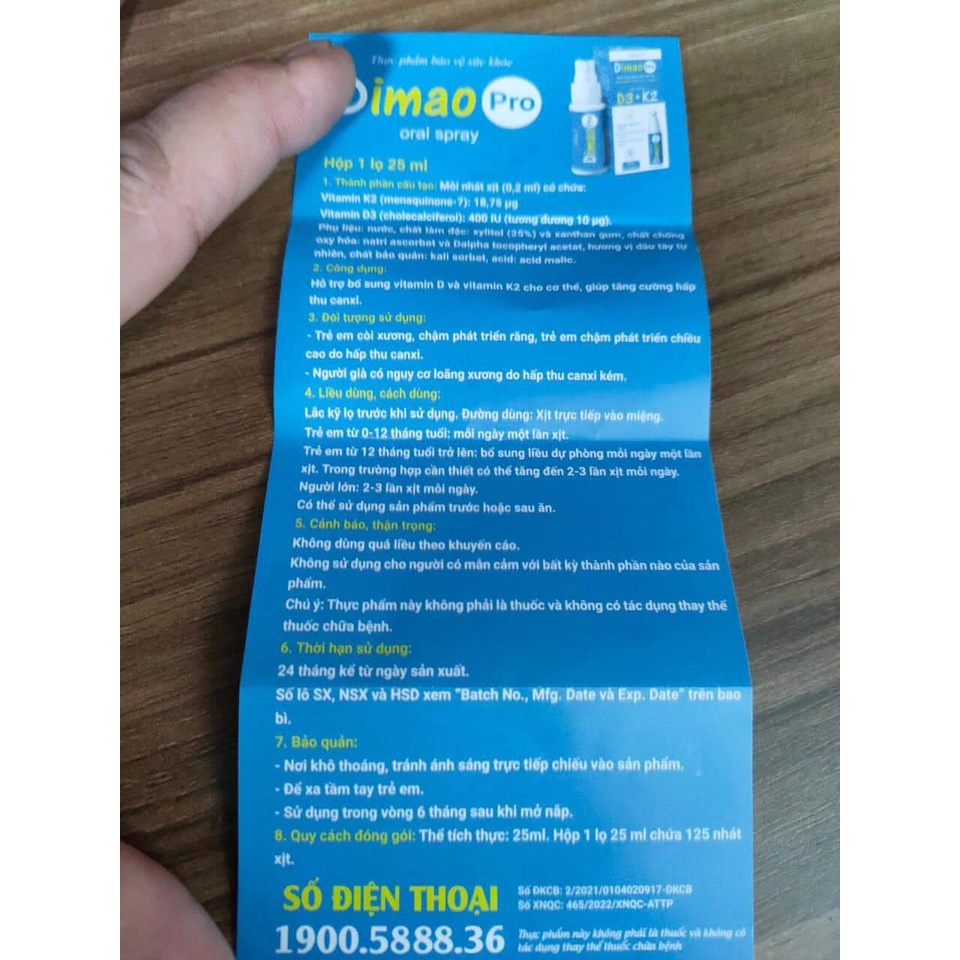 Thực phẩm bảo vệ sức khỏe
Dimao Pro
oral spray
Dimao Pro
D3+K2
Dimao
Hộp 1 lọ 25 ml
1. Thành phần cấu tạo: Mỗi nhát xịt (0,2 ml) có chứa:
Vitamin K2 (menaquinone-7): 18,75 µg
Vitamin D3 (cholecalciferol): 400 IU (tương đương 10 µg).
Phụ liệu: nước, chất làm đặc: xylitol (25%) và xanthan gum, chất chống
oxy hóa: natri ascorbat và Dalpha tocopheryl acetat, hương vị dâu tây tự
nhiên, chất bảo quản: kali sorbat, acid: acid malic.
2. Công dụng:
Hỗ trợ bổ sung vitamin D và vitamin K2 cho cơ thể, giúp tăng cường hấp
thu canxi.
3. Đối tượng sử dụng:
- Trẻ em còi xương, chậm phát triển răng, trẻ em chậm phát triển chiều
cao do hấp thu canxi.
- Người già có nguy cơ loãng xương do hấp thu canxi kém.
4. Liều dùng, cách dùng:
Lắc kỹ lọ trước khi sử dụng. Đường dùng: Xịt trực tiếp vào miệng.
Trẻ em từ 0-12 tháng tuổi: mỗi ngày một lần xịt.
Trẻ em từ 12 tháng tuổi trở lên: bổ sung liều dự phòng mỗi ngày một lần
xịt. Trong trường hợp cần thiết có thể tăng đến 2-3 lần xịt mỗi ngày.
Người lớn: 2-3 lần xịt mỗi ngày.
Có thể sử dụng sản phẩm trước hoặc sau ăn.
5. Cảnh báo, thận trọng:
Không dùng quá liều theo khuyến cáo.
Không sử dụng cho người có mẫn cảm với bất kỳ thành phần nào của sản
phẩm.
Chú ý: Thực phẩm này không phải là thuốc và không có tác dụng thay thế
thuốc chữa bệnh.
6. Thời hạn sử dụng:
24 tháng kể từ ngày sản xuất.
Số lô SX, NSX và HSD xem "Batch No., Mfg. Date và Exp. Date" trên bao
bì.
7. Bảo quản:
- Nơi khô thoáng, tránh ánh sáng trực tiếp chiếu vào sản phẩm.
- Để xa tầm tay trẻ em.
- Sử dụng trong vòng 6 tháng sau khi mở nắp.
8. Quy cách đóng gói: Thể tích thực: 25ml. Hộp 1 lọ 25 ml chứa 125 nhát
xịt.
SỐ ĐIỆN THOẠI
1900.5888.36
Số ĐKCB: 2/2021/0104020917-ĐKCB
Số XNQC: 465/2022/XNQC-ATTP
Thực phẩm này không phải là thuốc và không có
tác dụng thay thế thuốc chữa bệnh